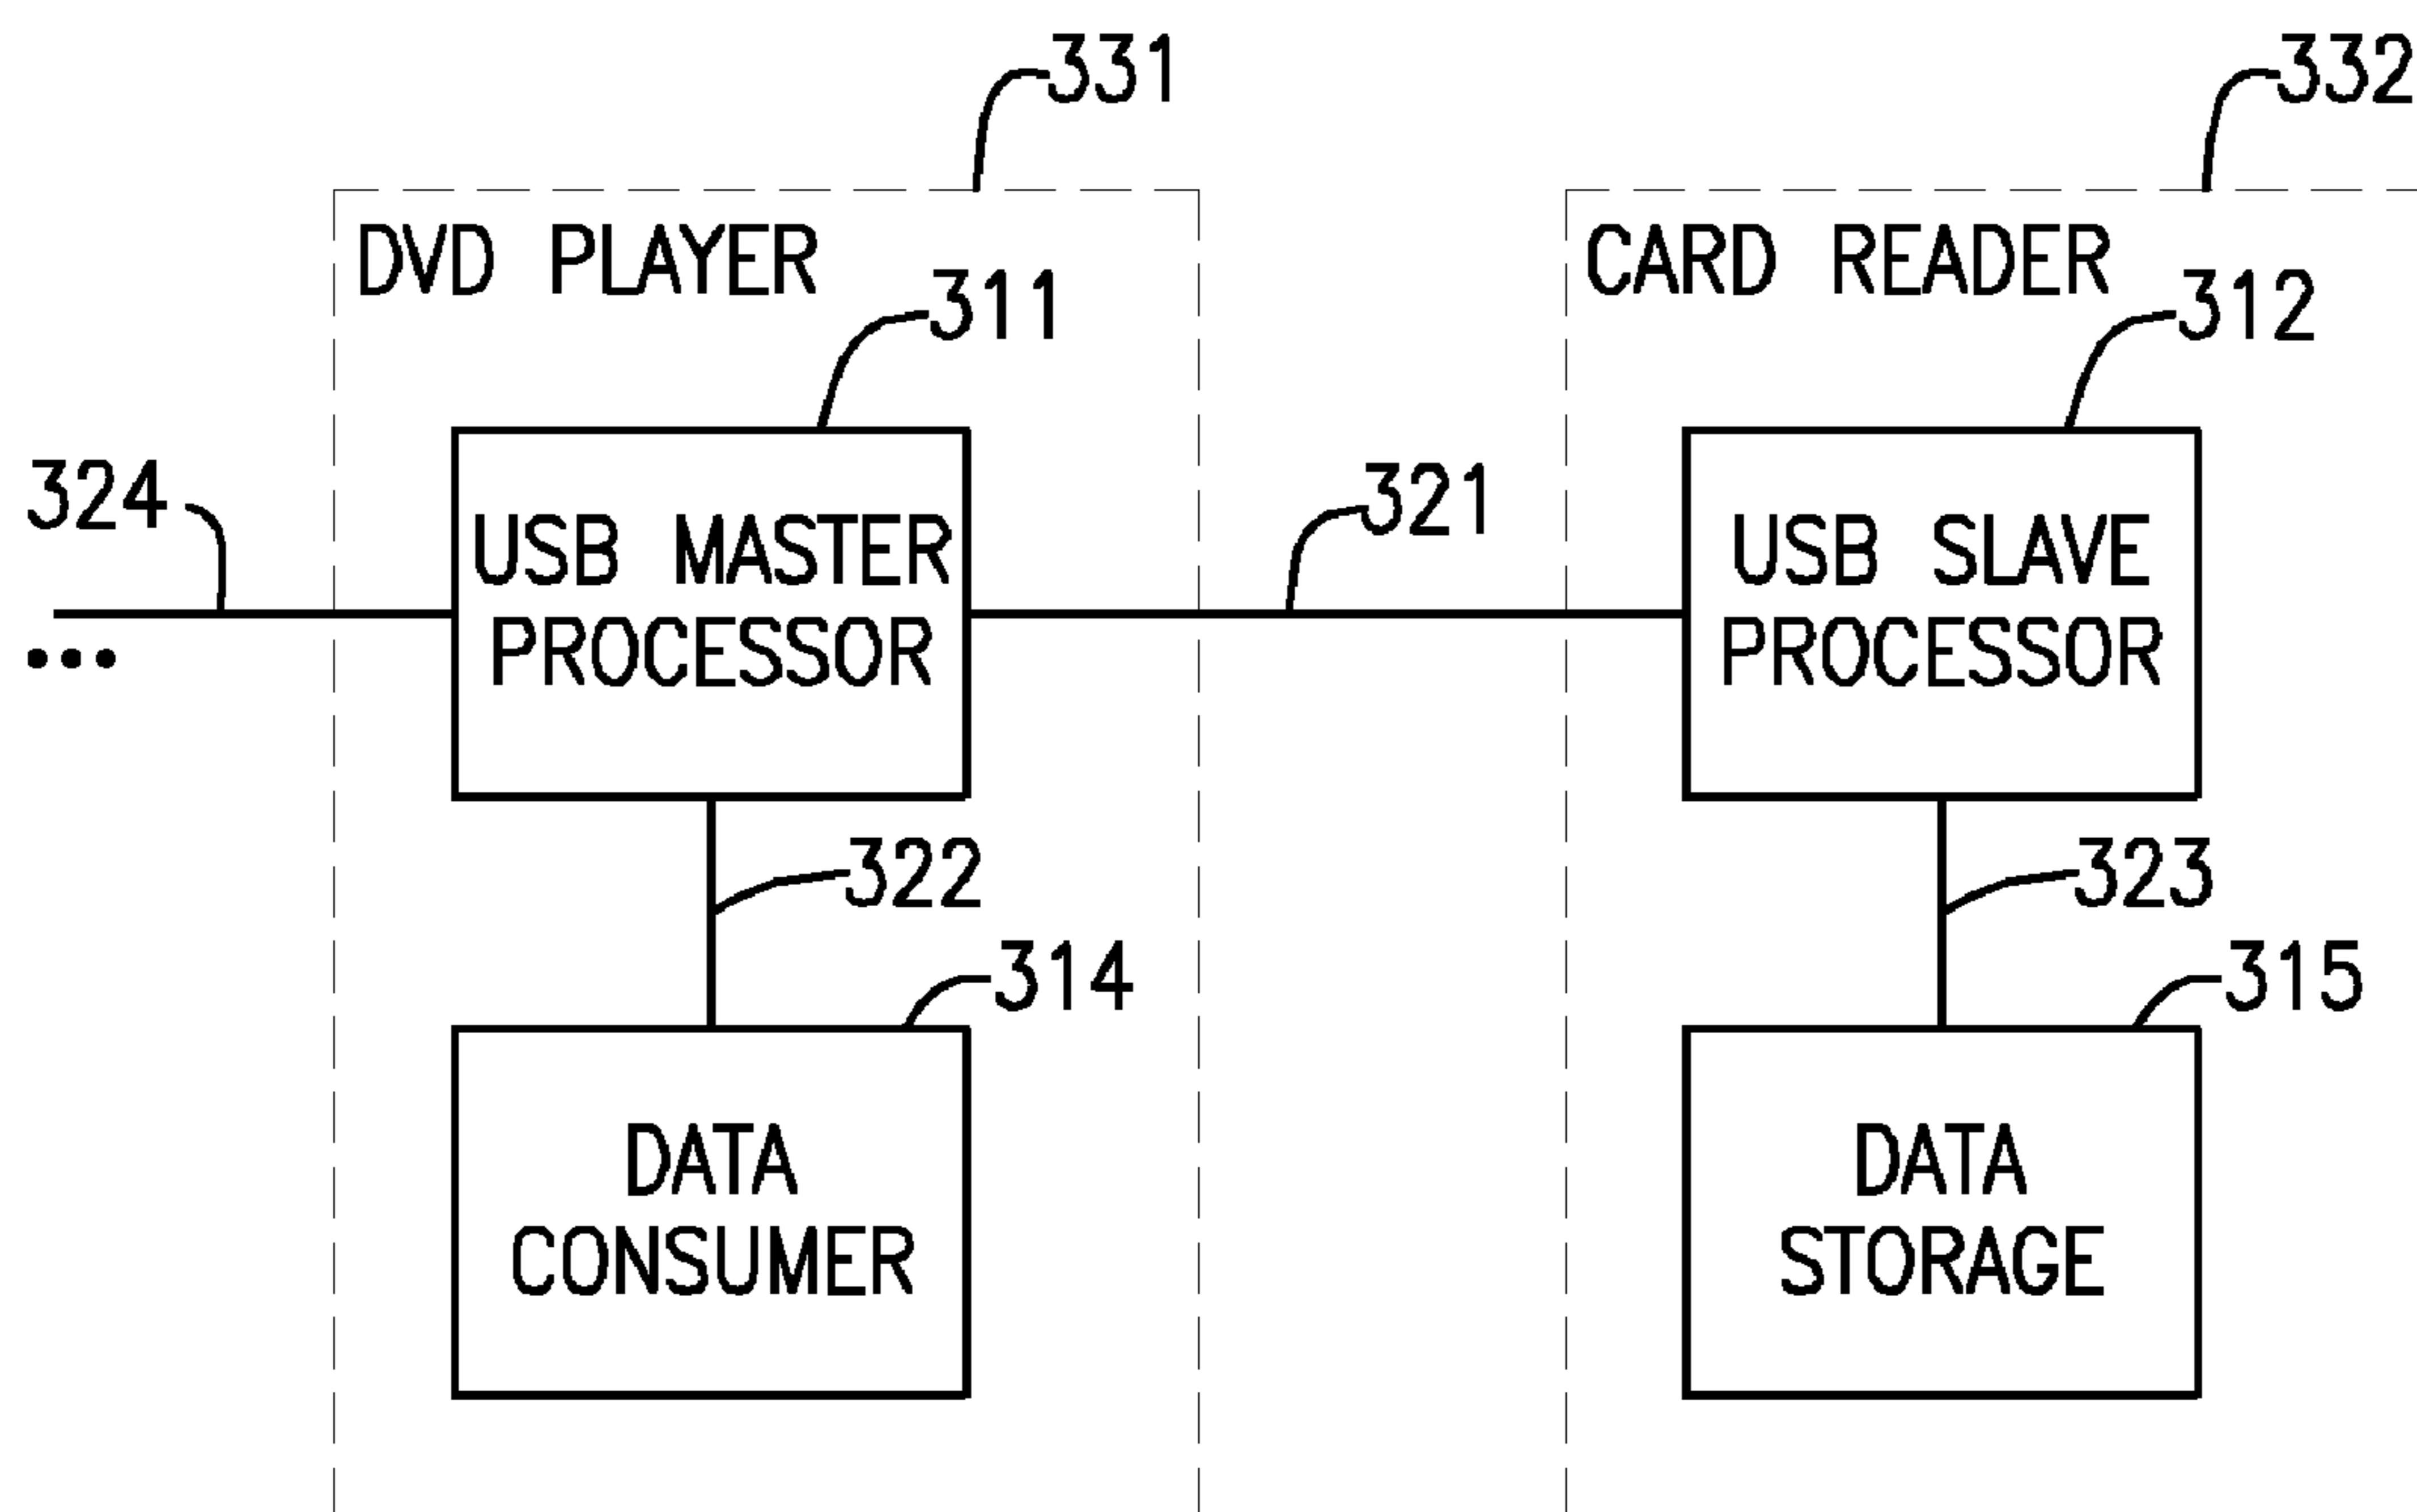 331
332
DVD PLAYER
CARD READER
311
312
324
321
USB MASTER
PROCESSOR
USB SLAVE
PROCESSOR
...
322
323
314
315
DATA
CONSUMER
DATA
STORAGE